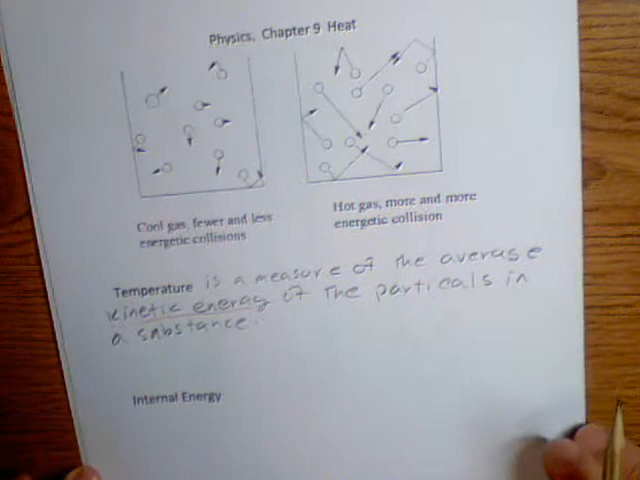 Physics, Chapter 9 Heat
Cool gas, fewer and less
energetic collisions
Hot gas, more and more
energetic collision
Temperature is a measure of the average
kinetic energy of the particals in
a sabstance.
Internal Energy